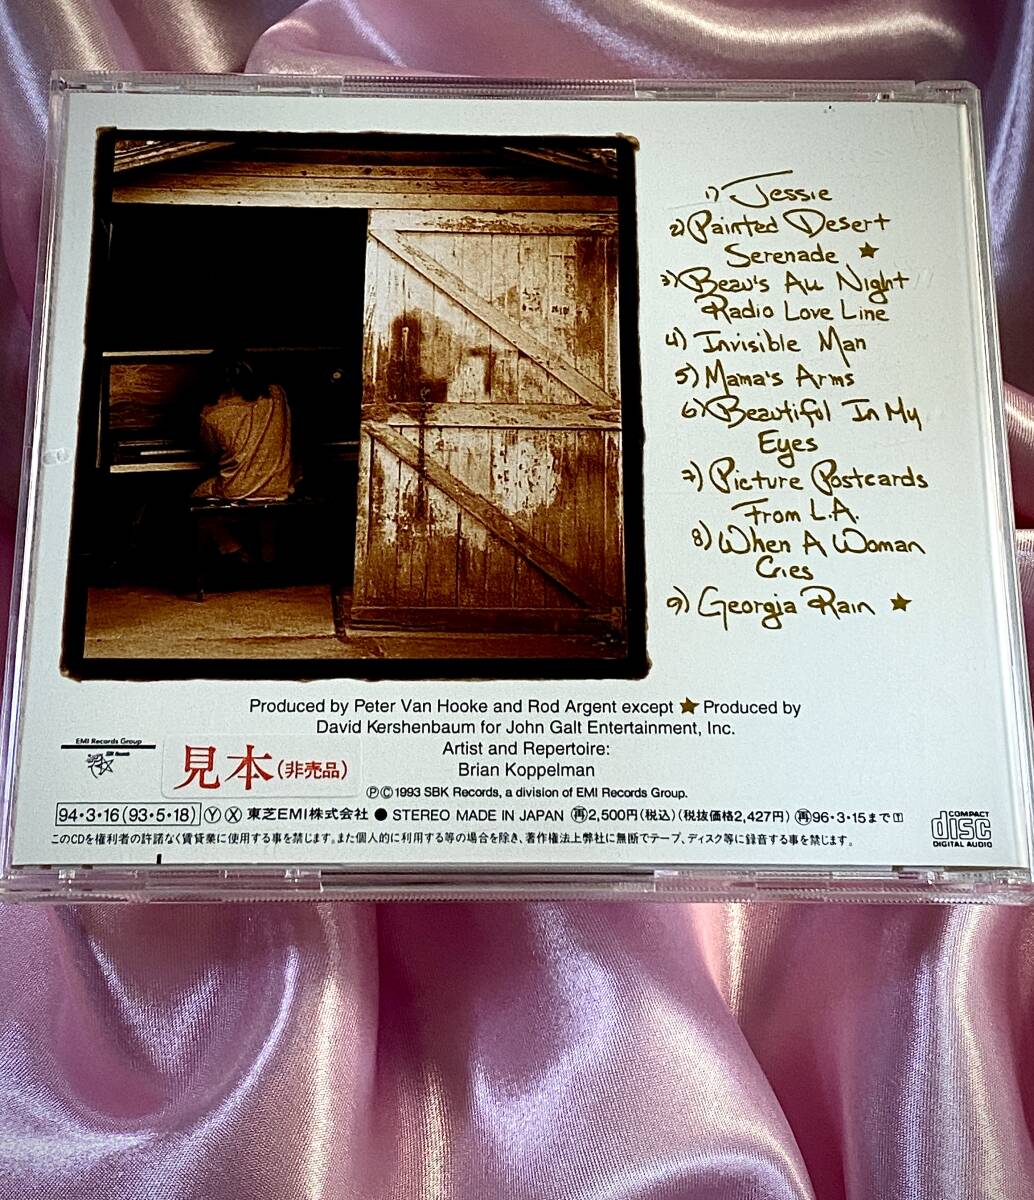 1) Jessie
2) Painted Desert
Serenade ★
3) Beau's All Night
Radio Love Line
4) Invisible Man
5) Mama's Arms
6) Beautiful In My
Eyes
7) Picture Postcards
From L.A.
8) When A Woman
Cries
9) Georgia Rain ★
Produced by Peter Van Hooke and Rod Argent except ★ Produced by
David Kershenbaum for John Galt Entertainment, Inc.
Artist and Repertoire:
Brian Koppelman
EMI Records Group
見本(非売品)
ⓅⒸ1993 SBK Records, a division of EMI Records Group.
94・3・16(93・5・18) Ⓨ Ⓧ 東芝EMI株式会社 ● STEREO MADE IN JAPAN ㊢2,500円(税込)(税抜価格2,427円) ㊢96・3・15まで
このCDを権利者の許諾なく賃貸業に使用する事を禁じます。また個人的に利用する等の場合を除き、著作権法上弊社に無断でテープ、ディスク等に録音する事を禁じます。
COMPACT
disc
DIGITAL AUDIO